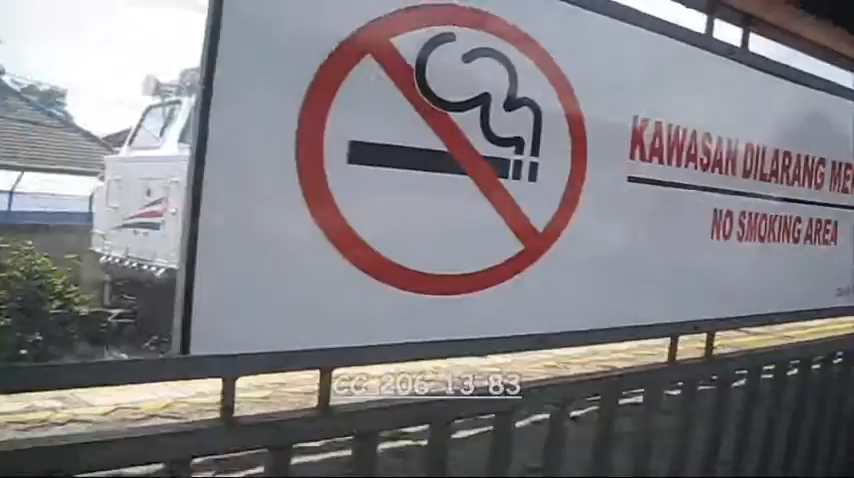 KAWASAN DILARANG
NO SMOKING AREA
CC 206 13 83